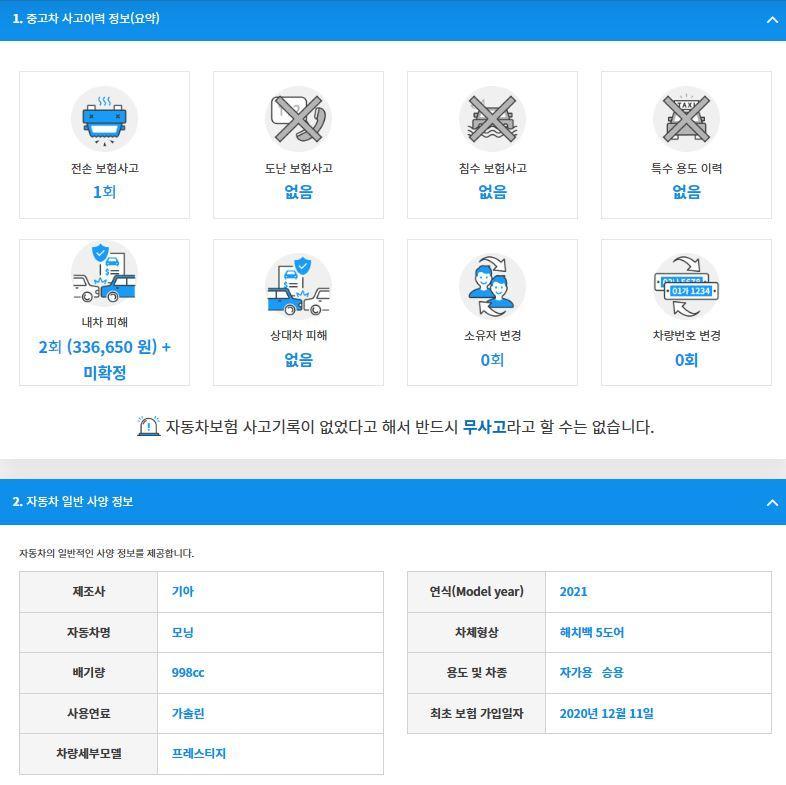 1. 중고차 사고이력 정보(요약)
전손 보험사고
1회
도난 보험사고
없음
침수 보험사고
없음
TAXI
특수 용도 이력
없음
내차 피해
2회 (336,650 원) +
미확정
상대차 피해
없음
소유자 변경
0회
01가 1234
차량번호 변경
0회
자동차보험 사고기록이 없었다고 해서 반드시 무사고라고 할 수는 없습니다.
2. 자동차 일반 사양 정보
자동차의 일반적인 사양 정보를 제공합니다.
제조사 기아
자동차명 모닝
배기량 998cc
사용연료 가솔린
차량세부모델 프레스티지
연식(Model year) 2021
차체형상 해치백 5도어
용도 및 차종 자가용 승용
최초 보험 가입일자 2020년 12월 11일